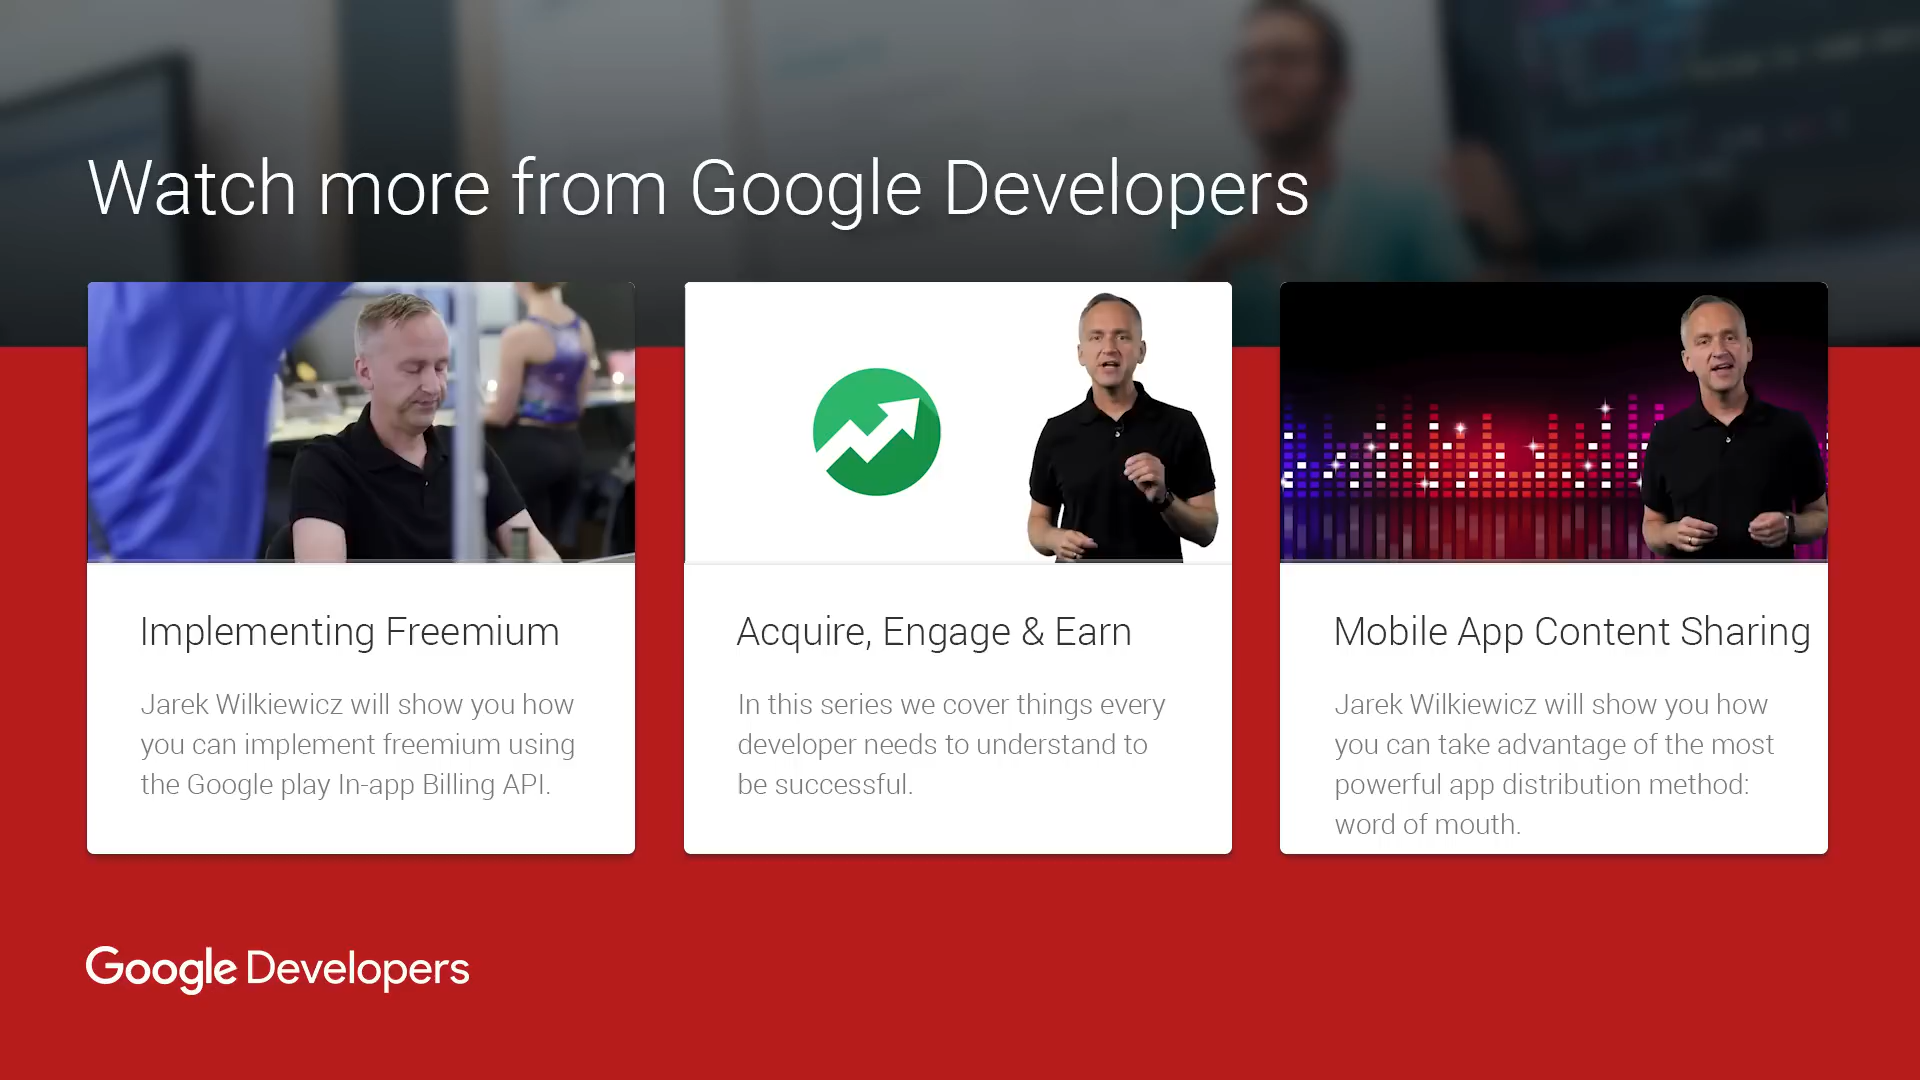 Watch more from Google Developers
Implementing Freemium
Jarek Wilkiewicz will show you how
you can implement freemium using
the Google play In-app Billing API.
Acquire, Engage & Earn
In this series we cover things every
developer needs to understand to
be successful.
Mobile App Content Sharing
Jarek Wilkiewicz will show you how
you can take advantage of the most
powerful app distribution method:
word of mouth.
Google Developers